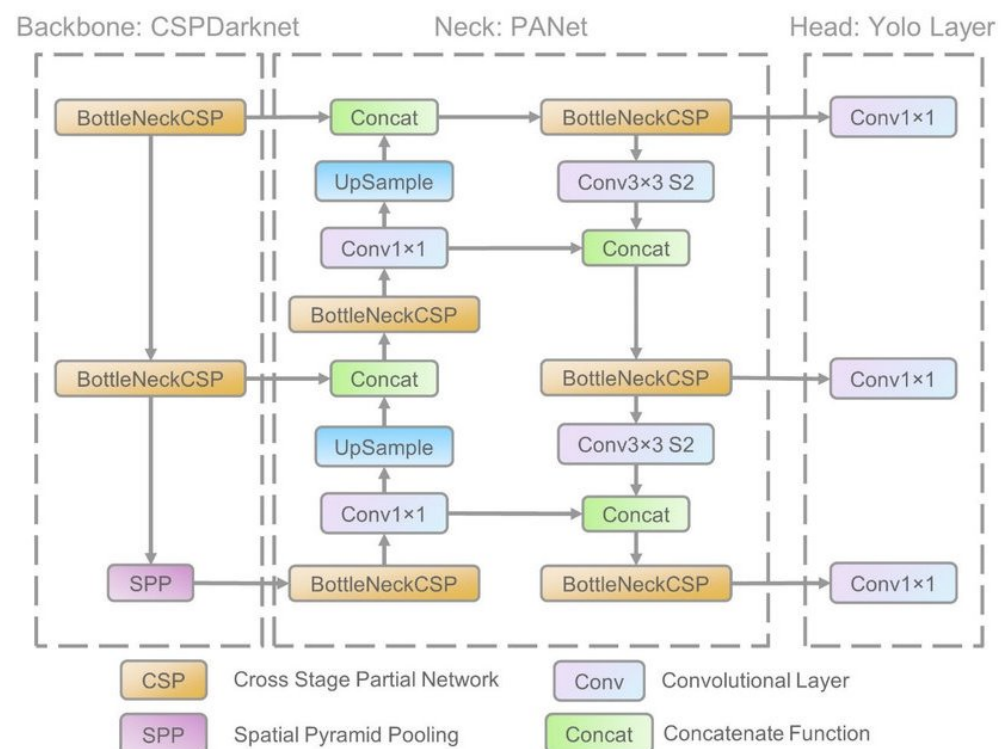 Backbone: CSPDarknet Neck: PANet Head: Yolo Layer
BottleNeckCSP Concat BottleNeckCSP Conv1×1
UpSample Conv3×3 S2
Conv1×1 Concat
BottleNeckCSP
BottleNeckCSP Concat BottleNeckCSP Conv1×1
UpSample Conv3×3 S2
Conv1×1 Concat
SPP BottleNeckCSP BottleNeckCSP Conv1×1
CSP Cross Stage Partial Network Conv Convolutional Layer
SPP Spatial Pyramid Pooling Concat Concatenate Function